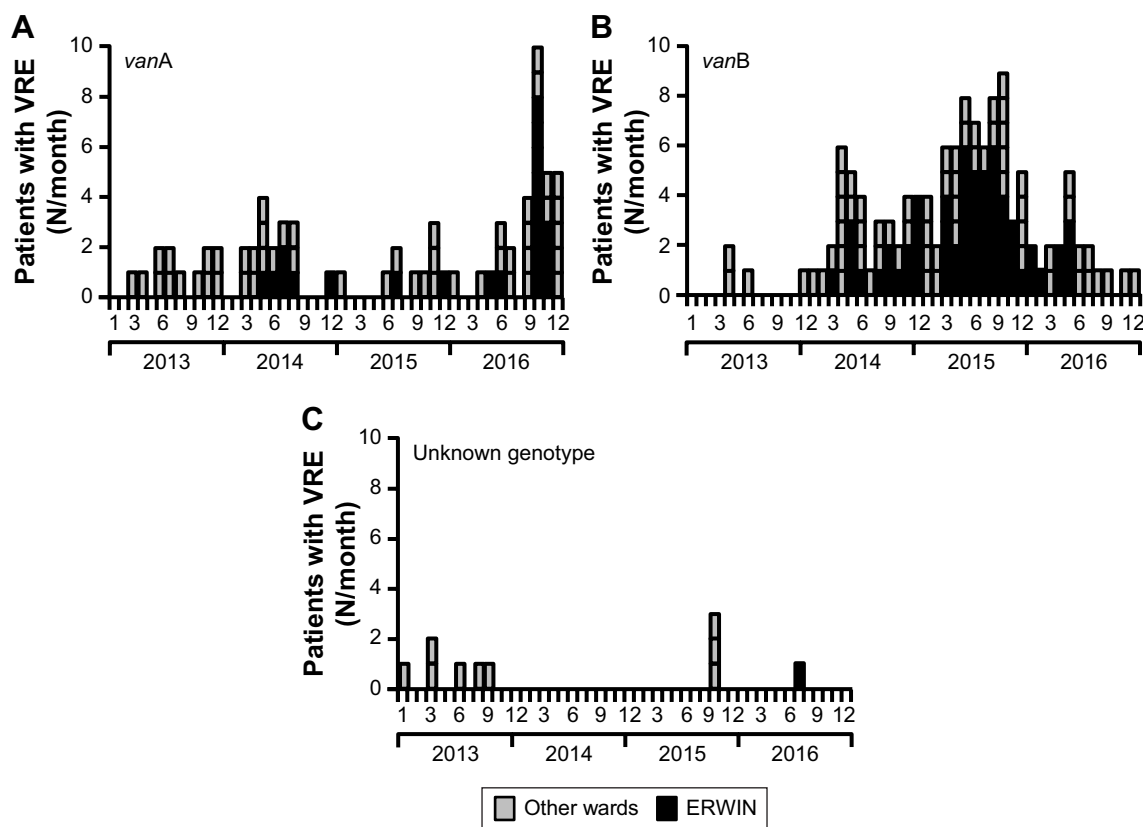 A
vanA
Patients with VRE
(N/month)
10
8
6
4
2
0
1 3 6 9 12 3 6 9 12 3 6 9 12 3 6 9 12
2013 2014 2015 2016
B
vanB
Patients with VRE
(N/month)
10
8
6
4
2
0
1 3 6 9 12 3 6 9 12 3 6 9 12 3 6 9 12
2013 2014 2015 2016
C
Unknown genotype
Patients with VRE
(N/month)
10
8
6
4
2
0
1 3 6 9 12 3 6 9 12 3 6 9 12 3 6 9 12
2013 2014 2015 2016
Other wards ERWIN